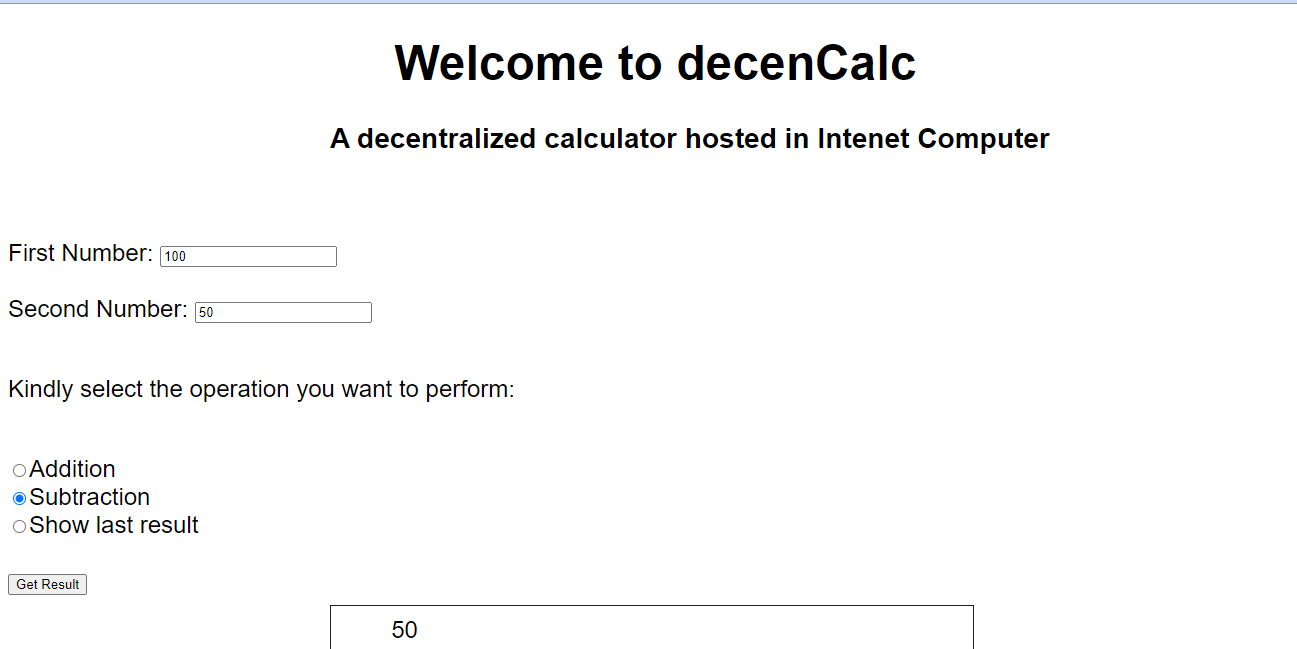 Welcome to decenCalc
A decentralized calculator hosted in Intenet Computer
First Number: 100
Second Number: 50
Kindly select the operation you want to perform:
Addition
Subtraction
Show last result
Get Result
50